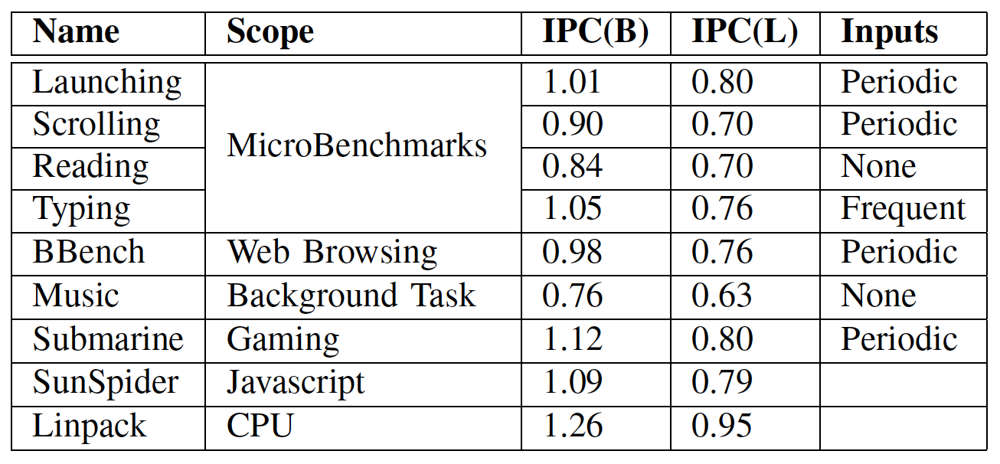 Name Scope IPC(B) IPC(L) Inputs
Launching 1.01 0.80 Periodic
Scrolling 0.90 0.70 Periodic
MicroBenchmarks
Reading 0.84 0.70 None
Typing 1.05 0.76 Frequent
BBench Web Browsing 0.98 0.76 Periodic
Music Background Task 0.76 0.63 None
Submarine Gaming 1.12 0.80 Periodic
SunSpider Javascript 1.09 0.79
Linpack CPU 1.26 0.95